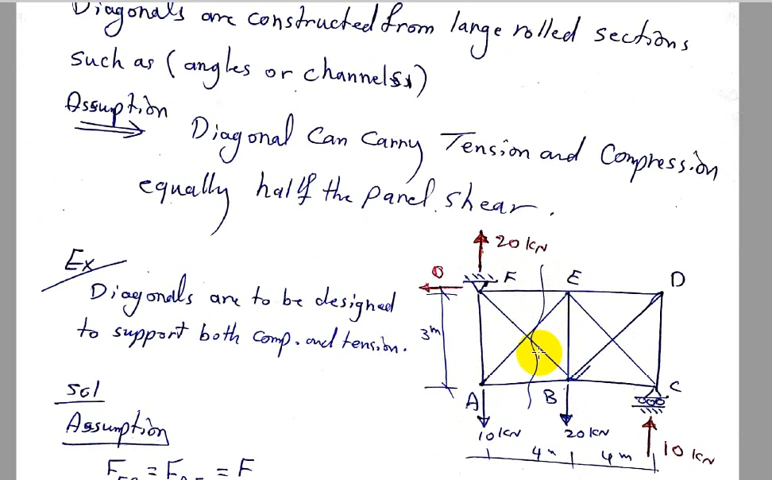 Diagonals are constructed from large rolled sections
such as (angles or channels)
Assuption
Diagonal Can Carry Tension and Compression
equally half the panel shear.
Ex
Diagonals are to be designed
to support both comp. and tension.
sol
Assumption
= F = F
20 kN
0
F
E
D
3m
A
B
C
10 kN
20 kN
10 kN
4m
4m